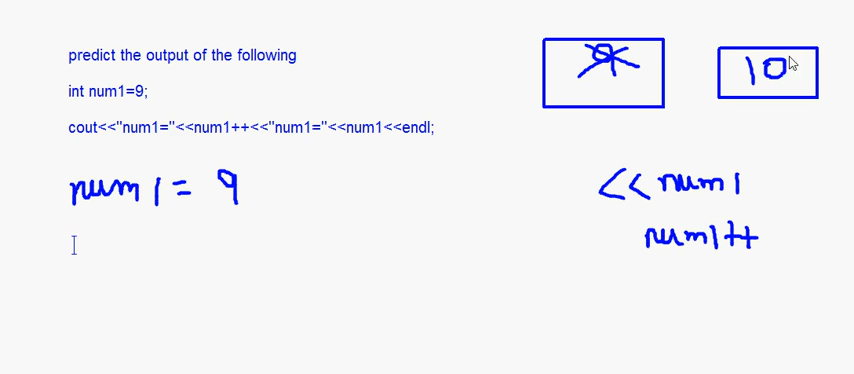 predict the output of the following
int num1=9;
cout<<"num1="<<num1++<<"num1="<<num1<<endl;
num1 = 9
9
10
<<num1
num1++